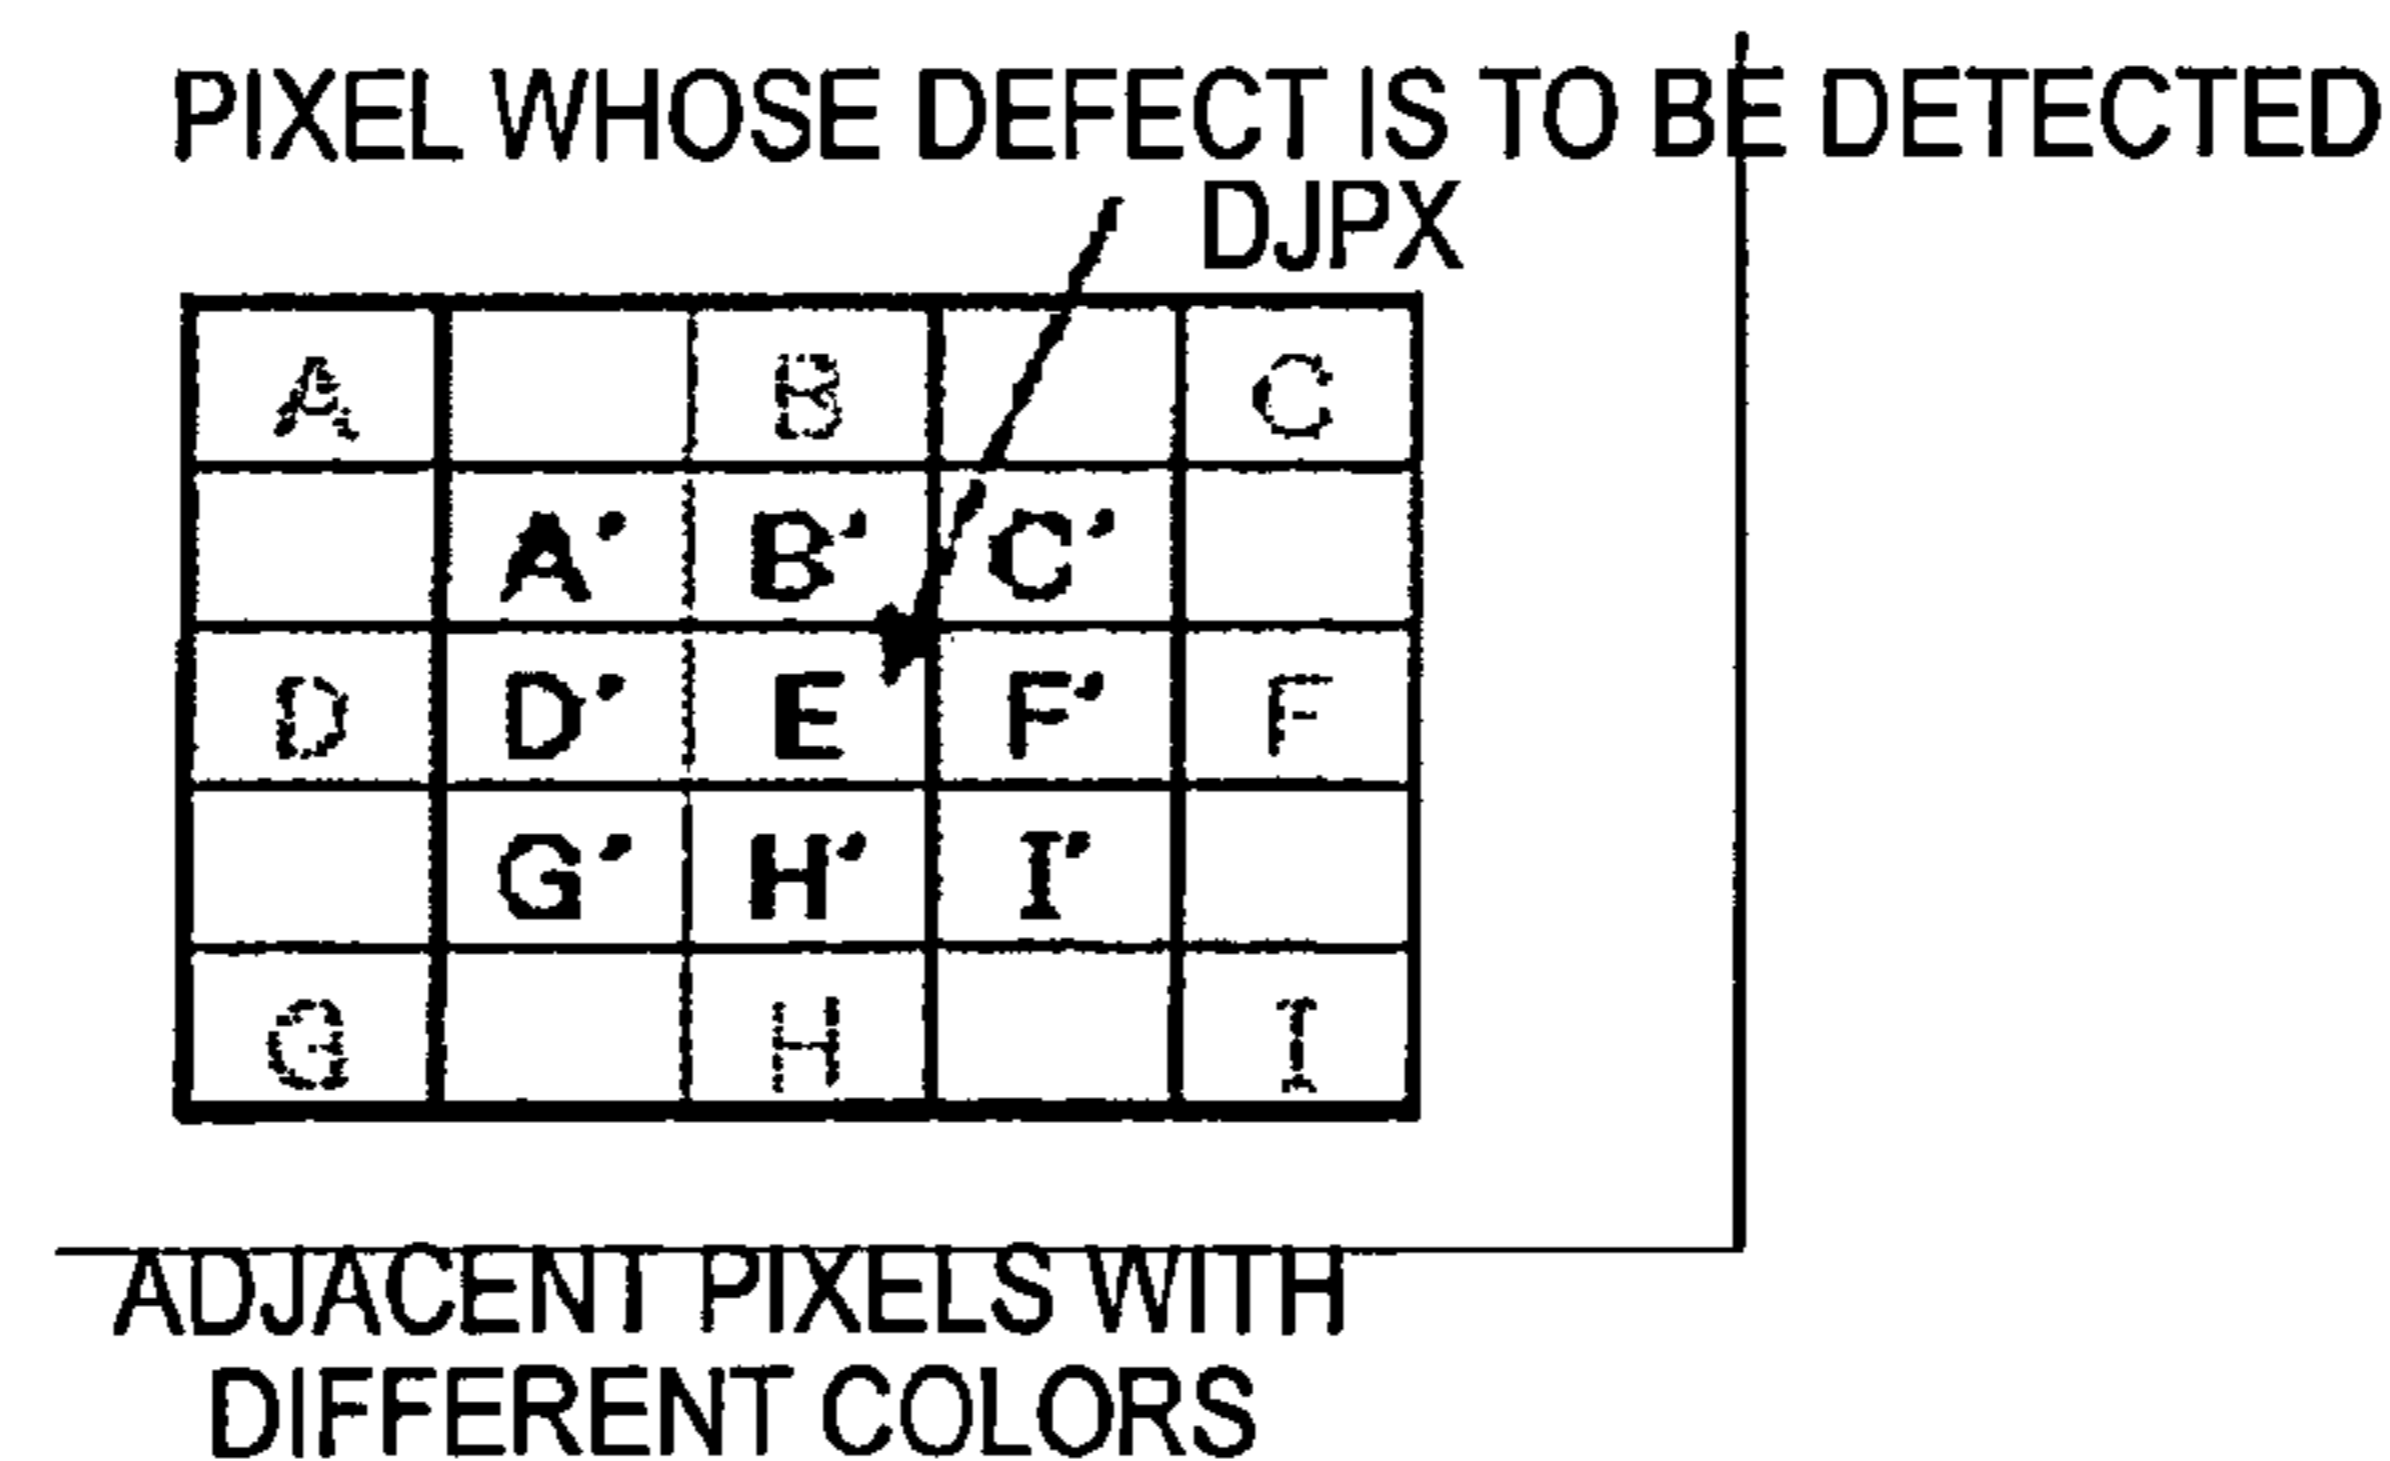 PIXEL WHOSE DEFECT IS TO BE DETECTED
DJPX
A B C
A' B' C'
D D' E F' F
G' H' I'
G H I
ADJACENT PIXELS WITH
DIFFERENT COLORS